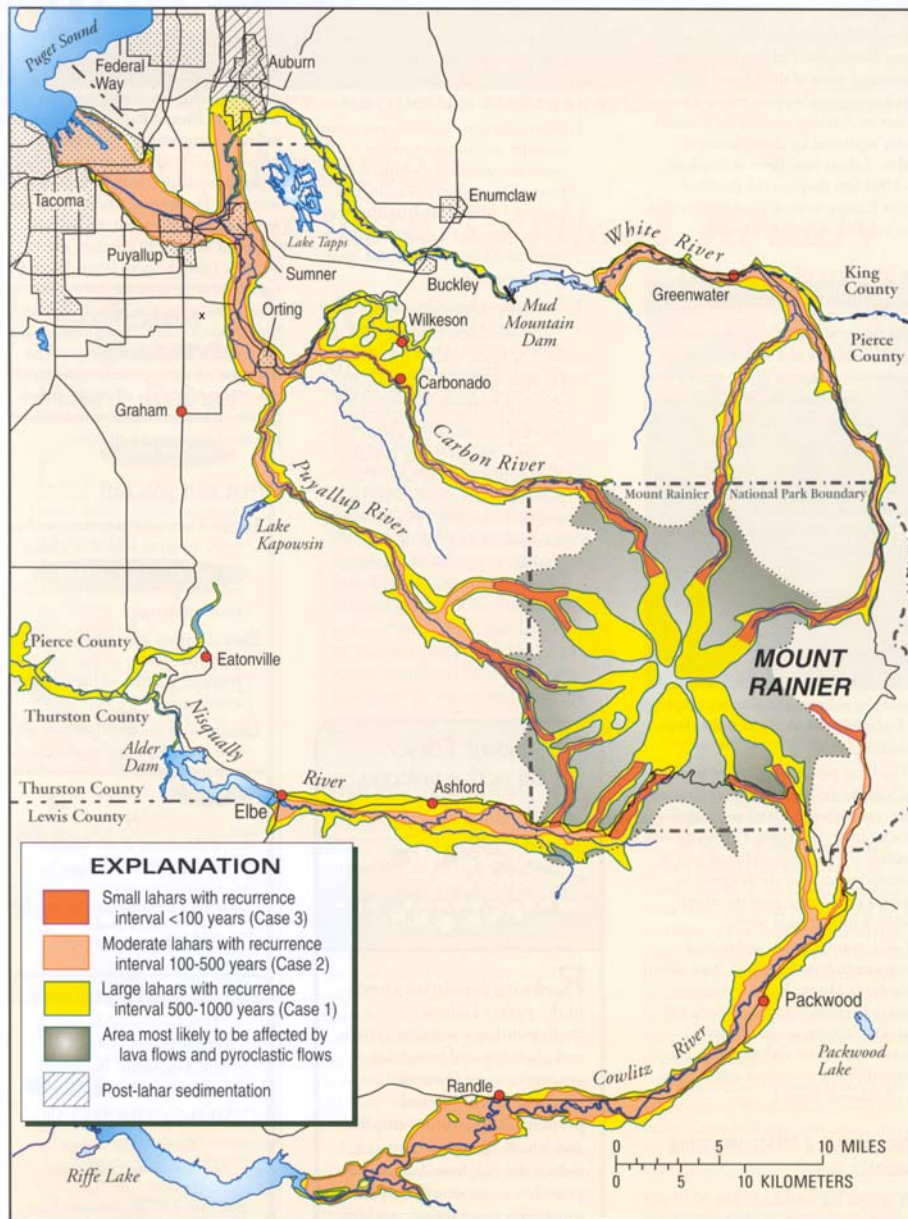 Puget Sound
Federal
Way
Auburn
Tacoma
Puyallup
Sumner
Lake Tapps
Enumclaw
Buckley
Mud
Mountain
Dam
White River
Greenwater
King
County
Pierce
County
Orting
Wilkeson
Carbonado
x
Graham
Carbon River
Puyallup River
Lake
Kapowsin
Mount Rainier
National Park Boundary
MOUNT
RAINIER
Pierce County
Eatonville
Thurston County
Nisqually
River
Alder
Dam
Thurston County
Lewis County
Elbe
Ashford
EXPLANATION
Small lahars with recurrence
interval <100 years (Case 3)
Moderate lahars with recurrence
interval 100-500 years (Case 2)
Large lahars with recurrence
interval 500-1000 years (Case 1)
Area most likely to be affected by
lava flows and pyroclastic flows
Post-lahar sedimentation
Packwood
Packwood
Lake
Randle
Cowlitz River
Riffe Lake
0 5 10 MILES
0 5 10 KILOMETERS